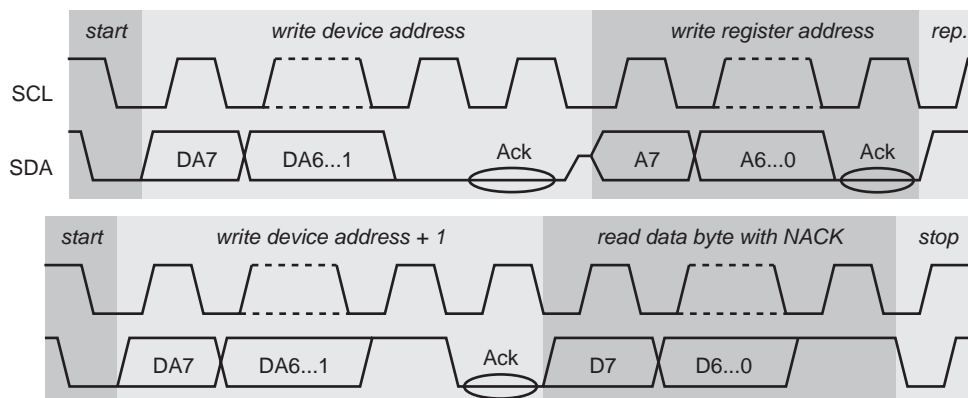 start write device address write register address rep.
SCL
SDA DA7 DA6...1 Ack A7 A6...0 Ack
start write device address + 1 read data byte with NACK stop
DA7 DA6...1 Ack D7 D6...0